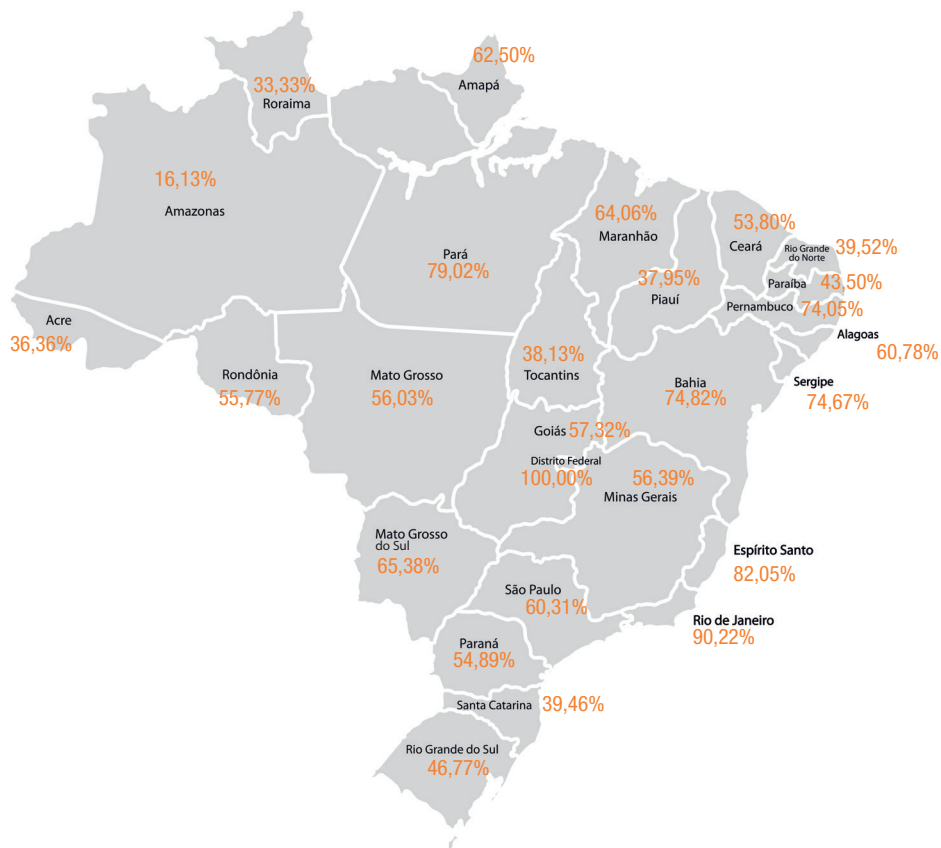 62,50%
Amapá
33,33%
Roraima
16,13%
Amazonas
64,06%
Maranhão
53,80%
Ceará
Rio Grande
do Norte
39,52%
Pará
79,02%
37,95%
Piauí
Paraíba
43,50%
Pernambuco
74,05%
Acre
36,36%
Alagoas
60,78%
Rondônia
55,77%
Mato Grosso
56,03%
38,13%
Tocantins
Bahia
74,82%
Sergipe
74,67%
Goiás
57,32%
Distrito Federal
100,00%
56,39%
Minas Gerais
Mato Grosso
do Sul
65,38%
Espírito Santo
82,05%
São Paulo
60,31%
Rio de Janeiro
90,22%
Paraná
54,89%
Santa Catarina
39,46%
Rio Grande do Sul
46,77%